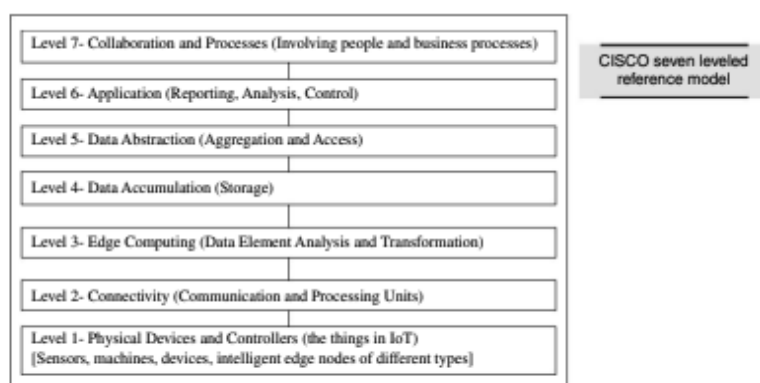 Level 7- Collaboration and Processes (Involving people and business processes)
Level 6- Application (Reporting, Analysis, Control)
Level 5- Data Abstraction (Aggregation and Access)
Level 4- Data Accumulation (Storage)
Level 3- Edge Computing (Data Element Analysis and Transformation)
Level 2- Connectivity (Communication and Processing Units)
Level 1- Physical Devices and Controllers (the things in IoT)
[Sensors, machines, devices, intelligent edge nodes of different types]
CISCO seven leveled
reference model